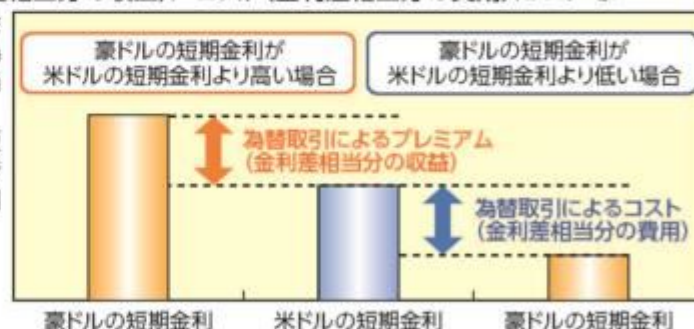 豪ドルの短期金利が
米ドルの短期金利より高い場合
豪ドルの短期金利が
米ドルの短期金利より低い場合
為替取引によるプレミアム
(金利差相当分の収益)
為替取引によるコスト
(金利差相当分の費用)
豪ドルの短期金利
米ドルの短期金利
豪ドルの短期金利